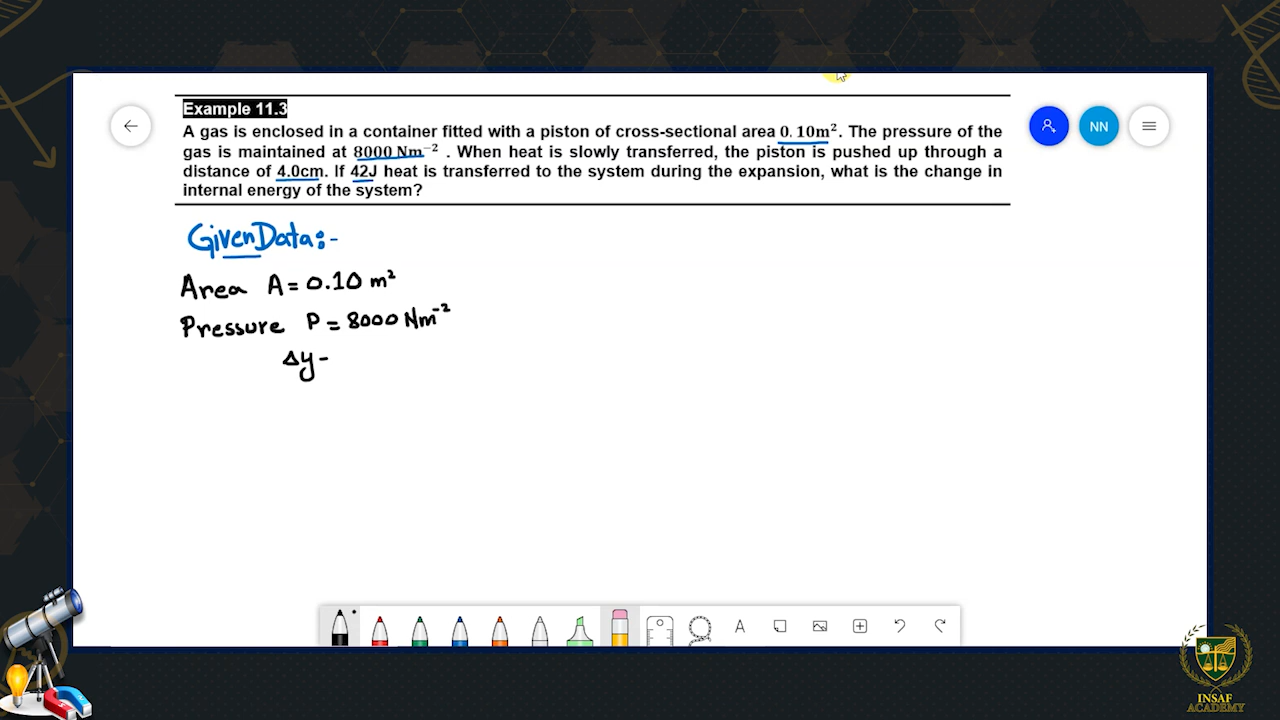 Example 11.3
A gas is enclosed in a container fitted with a piston of cross-sectional area 0.10m². The pressure of the
gas is maintained at 8000 Nm⁻² . When heat is slowly transferred, the piston is pushed up through a
distance of 4.0cm. If 42J heat is transferred to the system during the expansion, what is the change in
internal energy of the system?
NN
Given Data:-
Area A = 0.10 m²
Pressure P = 8000 Nm⁻²
Δy -
A
INSAF
ACADEMY